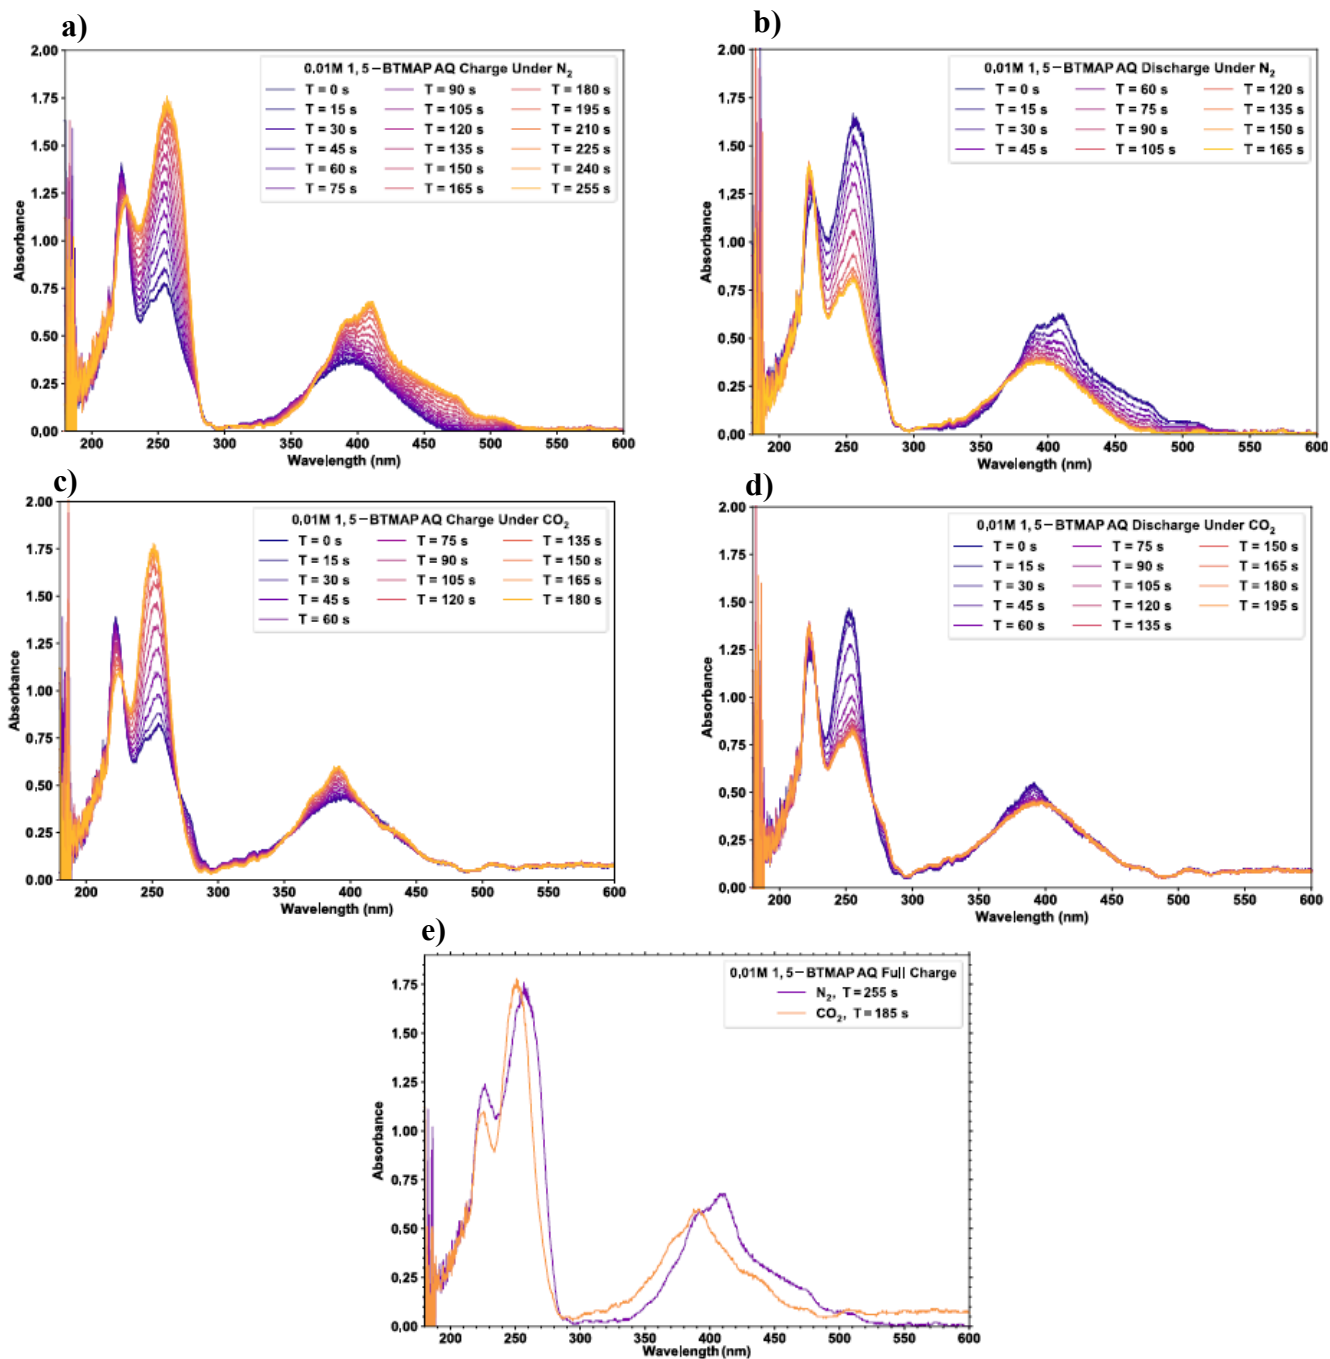 a)
0,01M 1, 5−BTMAP AQ Charge Under N₂
T = 0 s T = 90 s T = 180 s
T = 15 s T = 105 s T = 195 s
T = 30 s T = 120 s T = 210 s
T = 45 s T = 135 s T = 225 s
T = 60 s T = 150 s T = 240 s
T = 75 s T = 165 s T = 255 s
2,00
1,75
1,50
1,25
1,00
0,75
0,50
0,25
0,00
Absorbance
200 250 300 350 400 450 500 550 600
Wavelength (nm)
b)
0,01M 1, 5−BTMAP AQ Discharge Under N₂
T = 0 s T = 60 s T = 120 s
T = 15 s T = 75 s T = 135 s
T = 30 s T = 90 s T = 150 s
T = 45 s T = 105 s T = 165 s
2,00
1,75
1,50
1,25
1,00
0,75
0,50
0,25
0,00
Absorbance
200 250 300 350 400 450 500 550 600
Wavelength (nm)
c)
0,01M 1, 5−BTMAP AQ Charge Under CO₂
T = 0 s T = 75 s T = 135 s
T = 15 s T = 90 s T = 150 s
T = 30 s T = 105 s T = 165 s
T = 45 s T = 120 s T = 180 s
T = 60 s
2,00
1,75
1,50
1,25
1,00
0,75
0,50
0,25
0,00
Absorbance
200 250 300 350 400 450 500 550 600
Wavelength (nm)
d)
0,01M 1, 5−BTMAP AQ Discharge Under CO₂
T = 0 s T = 75 s T = 150 s
T = 15 s T = 90 s T = 165 s
T = 30 s T = 105 s T = 180 s
T = 45 s T = 120 s T = 195 s
T = 60 s T = 135 s
2,00
1,75
1,50
1,25
1,00
0,75
0,50
0,25
0,00
Absorbance
200 250 300 350 400 450 500 550 600
Wavelength (nm)
e)
0,01M 1, 5−BTMAP AQ Full Charge
N₂, T = 255 s
CO₂, T = 185 s
1,75
1,50
1,25
1,00
0,75
0,50
0,25
0,00
Absorbance
200 250 300 350 400 450 500 550 600
Wavelength (nm)